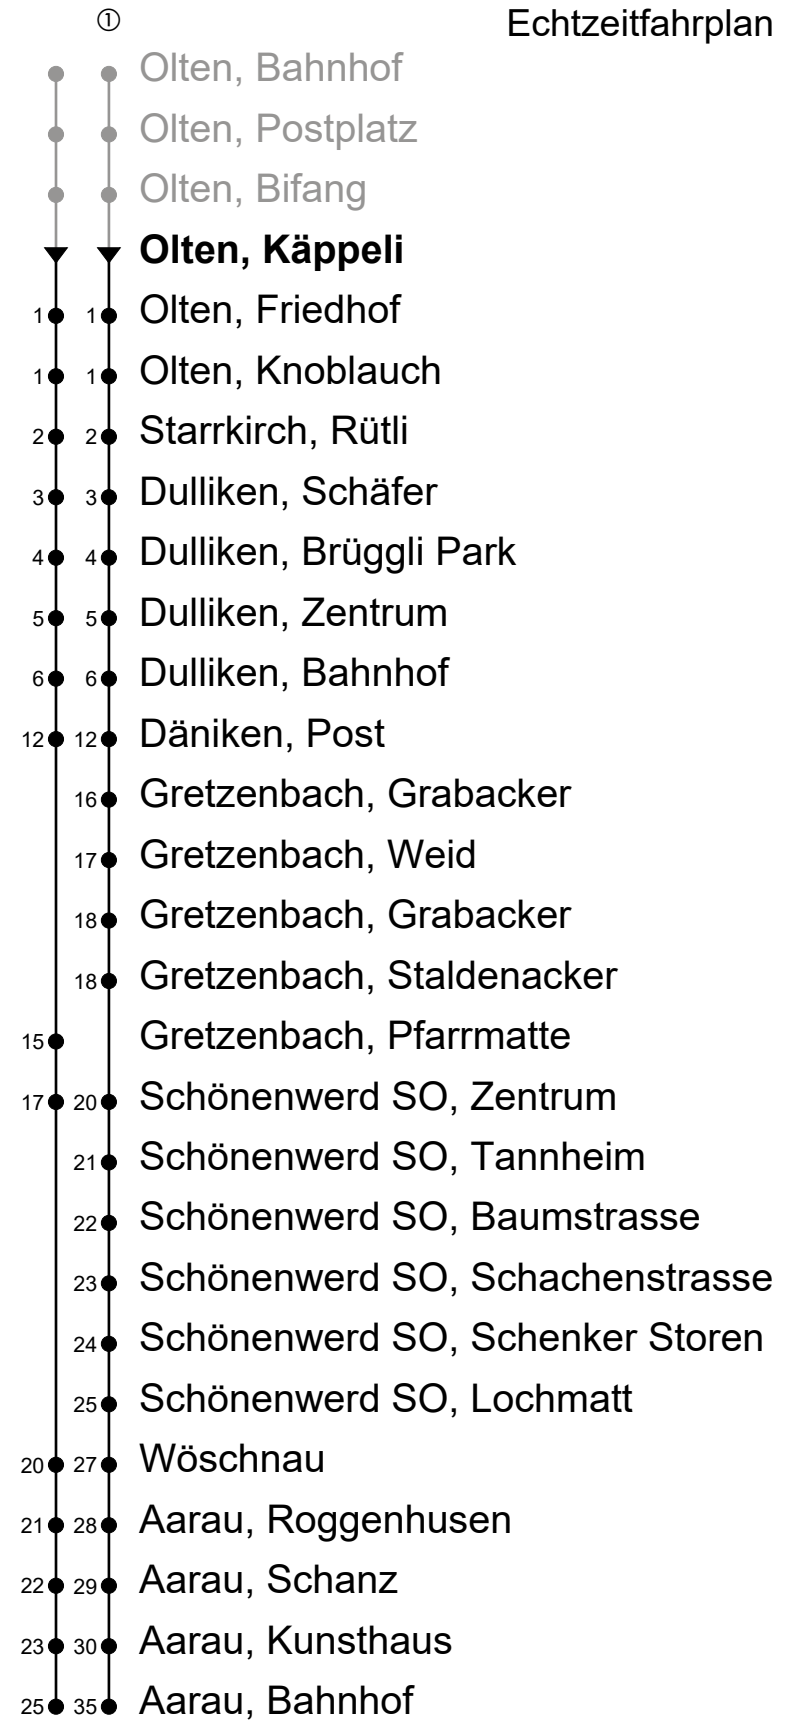 ① Echtzeitfahrplan
Olten, Bahnhof
Olten, Postplatz
Olten, Bifang
Olten, Käppeli
1 1 Olten, Friedhof
1 1 Olten, Knoblauch
2 2 Starrkirch, Rütli
3 3 Dulliken, Schäfer
4 4 Dulliken, Brüggli Park
5 5 Dulliken, Zentrum
6 6 Dulliken, Bahnhof
12 12 Däniken, Post
16 Gretzenbach, Grabacker
17 Gretzenbach, Weid
18 Gretzenbach, Grabacker
18 Gretzenbach, Staldenacker
15 Gretzenbach, Pfarrmatte
17 20 Schönenwerd SO, Zentrum
21 Schönenwerd SO, Tannheim
22 Schönenwerd SO, Baumstrasse
23 Schönenwerd SO, Schachenstrasse
24 Schönenwerd SO, Schenker Storen
25 Schönenwerd SO, Lochmatt
20 27 Wöschnau
21 28 Aarau, Roggenhusen
22 29 Aarau, Schanz
23 30 Aarau, Kunsthaus
25 35 Aarau, Bahnhof